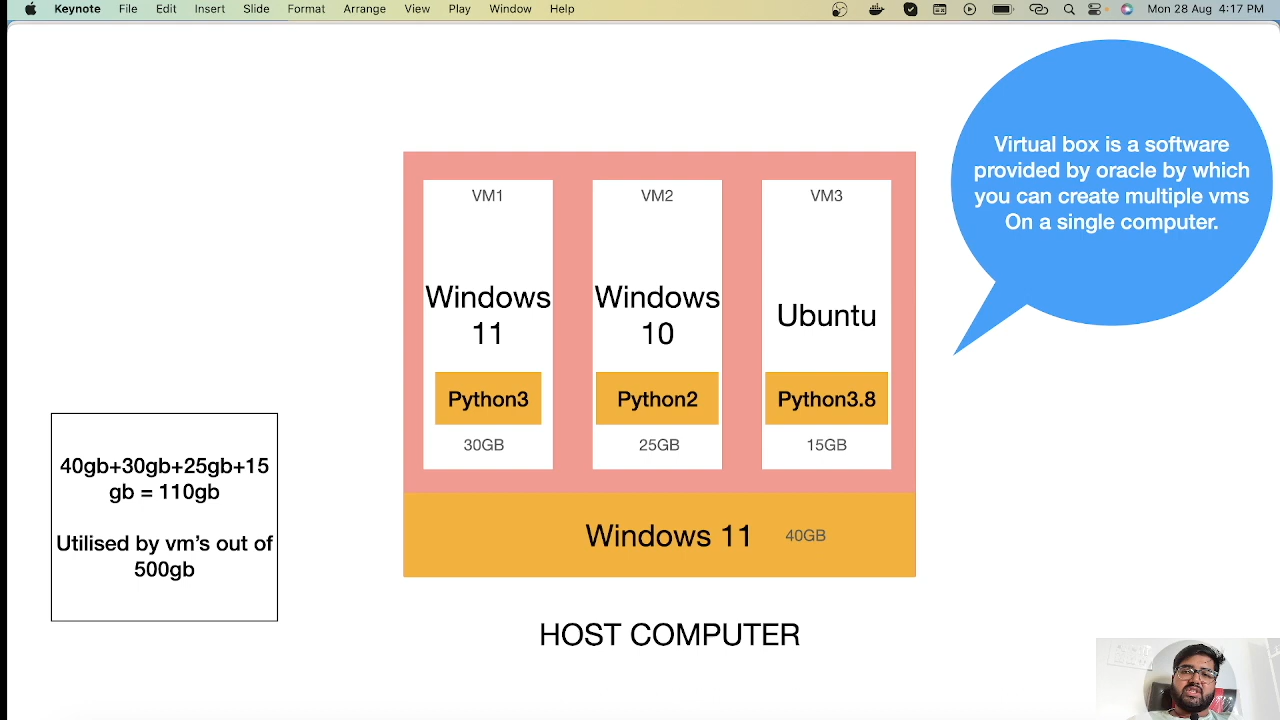 Keynote File Edit Insert Slide Format Arrange View Play Window Help Mon 28 Aug 4:17 PM
Virtual box is a software
provided by oracle by which
you can create multiple vms
On a single computer.
VM1 VM2 VM3
Windows
11
Windows
10
Ubuntu
Python3 Python2 Python3.8
30GB 25GB 15GB
40gb+30gb+25gb+15
gb = 110gb
Utilised by vm's out of
500gb
Windows 11 40GB
HOST COMPUTER